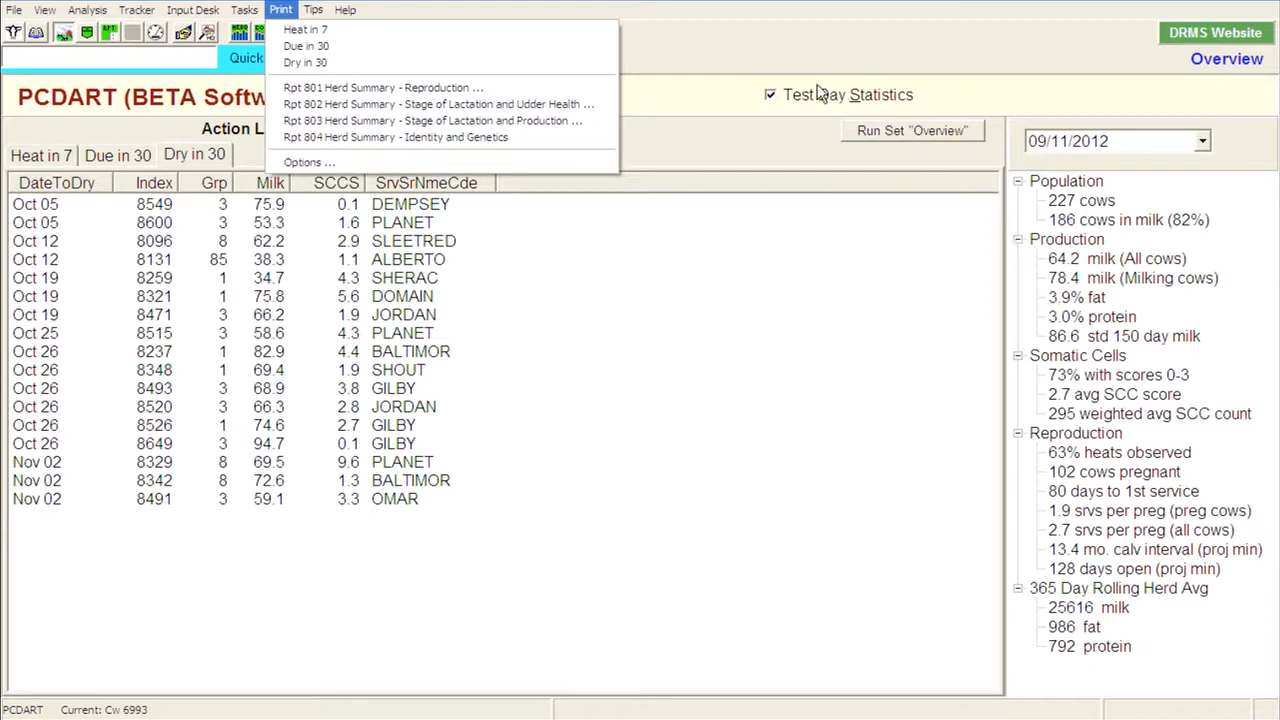 File View Analysis Tracker Input Desk Tasks Print Tips Help
Heat in 7
Due in 30
Dry in 30
Rpt 801 Herd Summary - Reproduction ...
Rpt 802 Herd Summary - Stage of Lactation and Udder Health ...
Rpt 803 Herd Summary - Stage of Lactation and Production ...
Rpt 804 Herd Summary - Identity and Genetics
Options ...
DRMS Website
Quick
Overview
PCDART (BETA Softw
Test Day Statistics
Action L
Run Set "Overview"
09/11/2012
Heat in 7 Due in 30 Dry in 30
DateToDry Index Grp Milk SCCS SrvSrNmeCde
Oct 05 8549 3 75.9 0.1 DEMPSEY
Oct 05 8600 3 53.3 1.6 PLANET
Oct 12 8096 8 62.2 2.9 SLEETRED
Oct 12 8131 85 38.3 1.1 ALBERTO
Oct 19 8259 1 34.7 4.3 SHERAC
Oct 19 8321 1 75.8 5.6 DOMAIN
Oct 19 8471 3 66.2 1.9 JORDAN
Oct 25 8515 3 58.6 4.3 PLANET
Oct 26 8237 1 82.9 4.4 BALTIMOR
Oct 26 8348 1 69.4 1.9 SHOUT
Oct 26 8493 3 68.9 3.8 GILBY
Oct 26 8520 3 66.3 2.8 JORDAN
Oct 26 8526 1 74.6 2.7 GILBY
Oct 26 8649 3 94.7 0.1 GILBY
Nov 02 8329 8 69.5 9.6 PLANET
Nov 02 8342 8 72.6 1.3 BALTIMOR
Nov 02 8491 3 59.1 3.3 OMAR
Population
227 cows
186 cows in milk (82%)
Production
64.2 milk (All cows)
78.4 milk (Milking cows)
3.9% fat
3.0% protein
86.6 std 150 day milk
Somatic Cells
73% with scores 0-3
2.7 avg SCC score
295 weighted avg SCC count
Reproduction
63% heats observed
102 cows pregnant
80 days to 1st service
1.9 srvs per preg (preg cows)
2.7 srvs per preg (all cows)
13.4 mo. calv interval (proj min)
128 days open (proj min)
365 Day Rolling Herd Avg
25616 milk
986 fat
792 protein
PCDART Current: Cw 6993